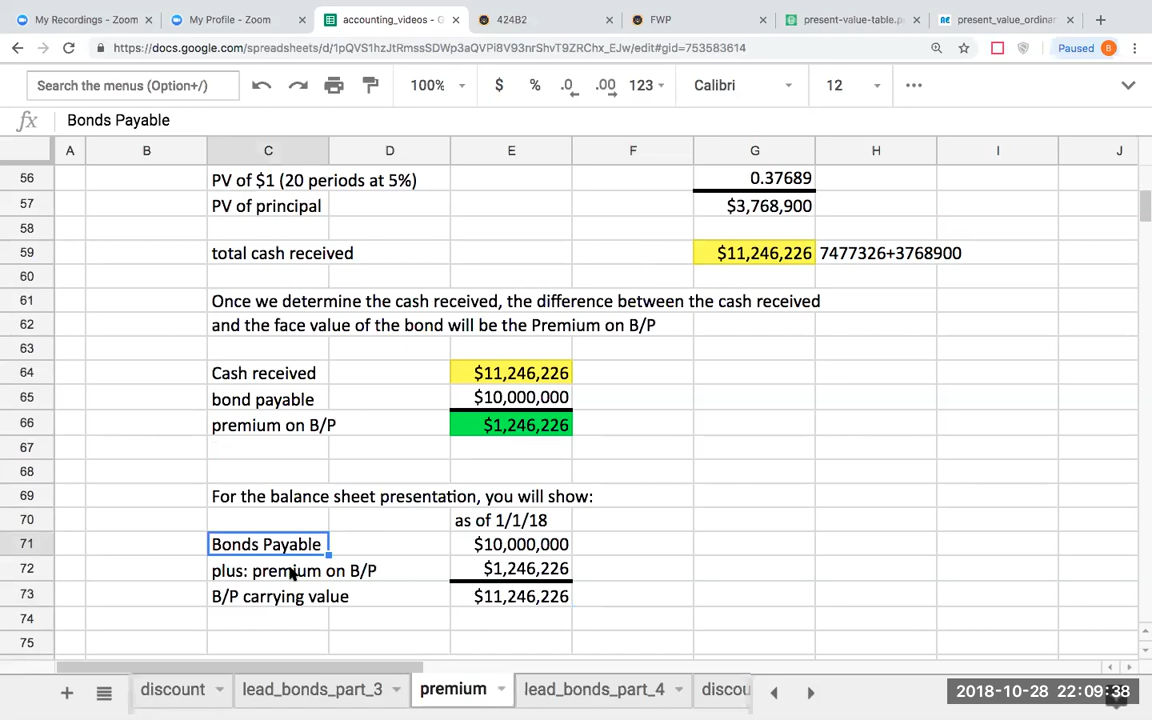 My Recordings - Zoom
My Profile - Zoom
accounting_videos - G
424B2
FWP
present-value-table.p
present_value_ordinar
https://docs.google.com/spreadsheets/d/1pQVS1hzJtRmssSDWp3aQVPi8V93nrShvT9ZRChx_EJw/edit#gid=753583614
Paused B
Search the menus (Option+/)
100%
$ % .0 .00 123
Calibri
12
fx Bonds Payable
A B C D E F G H I J
56 PV of $1 (20 periods at 5%) 0.37689
57 PV of principal $3,768,900
58
59 total cash received $11,246,226 7477326+3768900
60
61 Once we determine the cash received, the difference between the cash received
62 and the face value of the bond will be the Premium on B/P
63
64 Cash received $11,246,226
65 bond payable $10,000,000
66 premium on B/P $1,246,226
67
68
69 For the balance sheet presentation, you will show:
70 as of 1/1/18
71 Bonds Payable $10,000,000
72 plus: premium on B/P $1,246,226
73 B/P carrying value $11,246,226
74
75
discount lead_bonds_part_3 premium lead_bonds_part_4 discou
2018-10-28 22:09:38